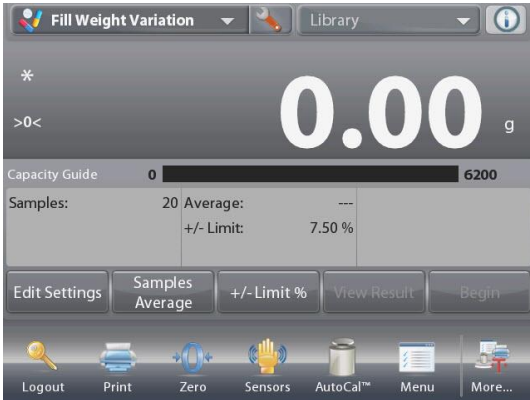 Fill Weight Variation Library
*
>0<
0.00 g
Capacity Guide 0 6200
Samples: 20 Average: ---
+/- Limit: 7.50 %
Edit Settings Samples Average +/-Limit % View Result Begin
Logout Print Zero Sensors AutoCal™ Menu More...